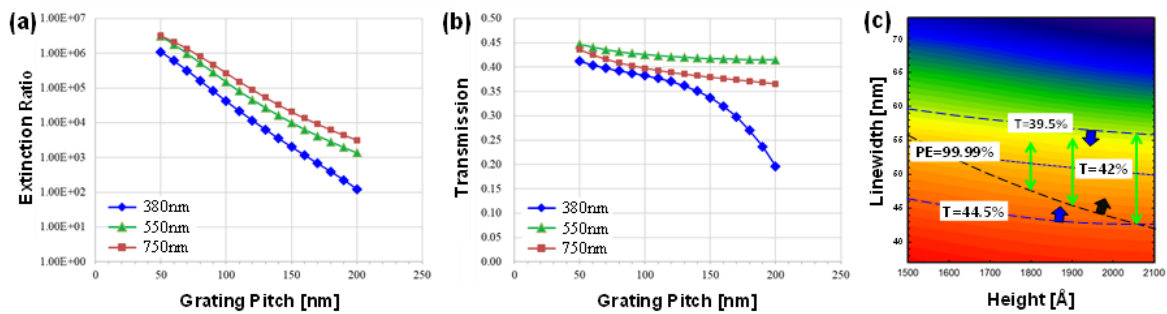 (a)
Extinction Ratio
1.00E+07
1.00E+06
1.00E+05
1.00E+04
1.00E+03
1.00E+02
1.00E+01
1.00E+00
380nm
550nm
750nm
0 50 100 150 200 250
Grating Pitch [nm]
(b)
Transmission
0.50
0.45
0.40
0.35
0.30
0.25
0.20
0.15
0.10
0.05
0.00
380nm
550nm
750nm
0 50 100 150 200 250
Grating Pitch [nm]
(c)
Linewidth [nm]
70
65
60
55
50
45
40
T=39.5%
PE=99.99%
T=42%
T=44.5%
1500 1600 1700 1800 1900 2000 2100
Height [Å]